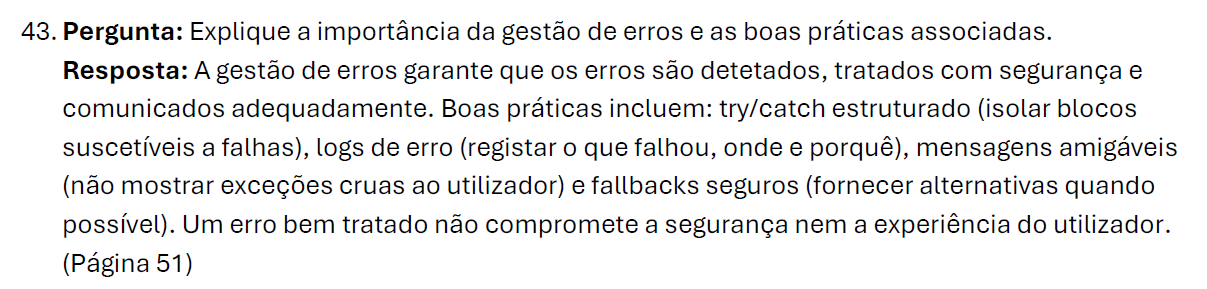 43. Pergunta: Explique a importância da gestão de erros e as boas práticas associadas.
Resposta: A gestão de erros garante que os erros são detetados, tratados com segurança e
comunicados adequadamente. Boas práticas incluem: try/catch estruturado (isolar blocos
suscetíveis a falhas), logs de erro (registar o que falhou, onde e porquê), mensagens amigáveis
(não mostrar exceções cruas ao utilizador) e fallbacks seguros (fornecer alternativas quando
possível). Um erro bem tratado não compromete a segurança nem a experiência do utilizador.
(Página 51)